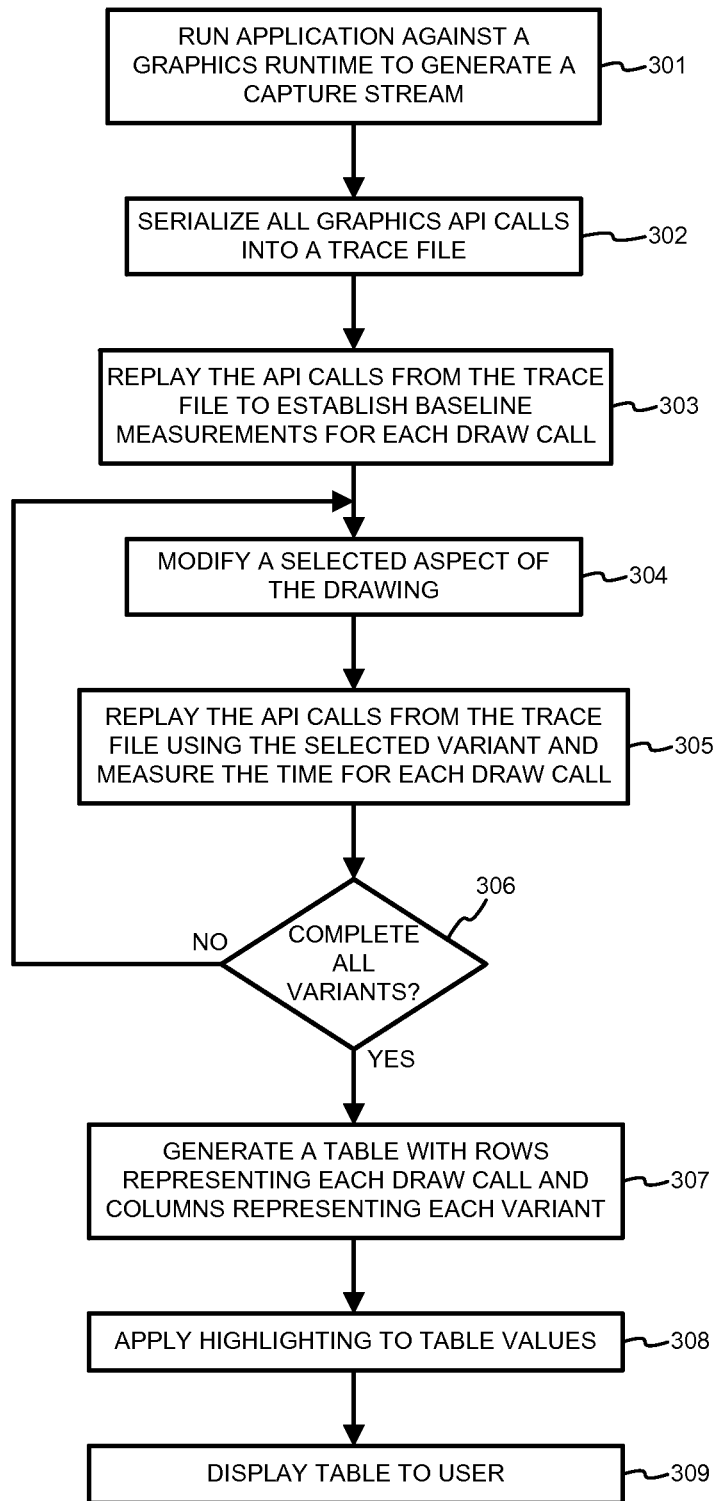 RUN APPLICATION AGAINST A
GRAPHICS RUNTIME TO GENERATE A
CAPTURE STREAM
301
SERIALIZE ALL GRAPHICS API CALLS
INTO A TRACE FILE
302
REPLAY THE API CALLS FROM THE TRACE
FILE TO ESTABLISH BASELINE
MEASUREMENTS FOR EACH DRAW CALL
303
MODIFY A SELECTED ASPECT OF
THE DRAWING
304
REPLAY THE API CALLS FROM THE TRACE
FILE USING THE SELECTED VARIANT AND
MEASURE THE TIME FOR EACH DRAW CALL
305
306
NO
COMPLETE
ALL
VARIANTS?
YES
GENERATE A TABLE WITH ROWS
REPRESENTING EACH DRAW CALL AND
COLUMNS REPRESENTING EACH VARIANT
307
APPLY HIGHLIGHTING TO TABLE VALUES
308
DISPLAY TABLE TO USER
309